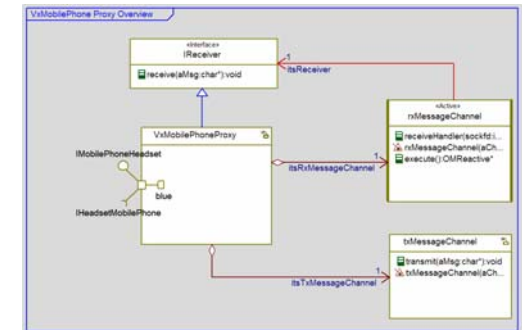 VxMobilePhone Proxy Overview
«Interface»
IReceiver
receive(aMsg:char*):void
1
itsReceiver
«Active»
rxMessageChannel
receiveHandler(sockfd:i...
rxMessageChannel(aCh...
execute():OMReactive*
VxMobilePhoneProxy
IMobilePhoneHeadset
blue
IHeadsetMobilePhone
1
itsRxMessageChannel
txMessageChannel
transmit(aMsg:char*):void
txMessageChannel(aCh...
1
itsTxMessageChannel